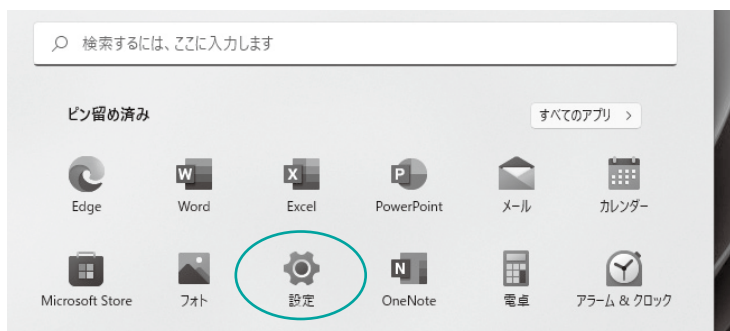 検索するには、ここに入力します
ピン留め済み
すべてのアプリ >
Edge
Word
Excel
PowerPoint
メール
カレンダー
Microsoft Store
フォト
設定
OneNote
電卓
アラーム & クロック